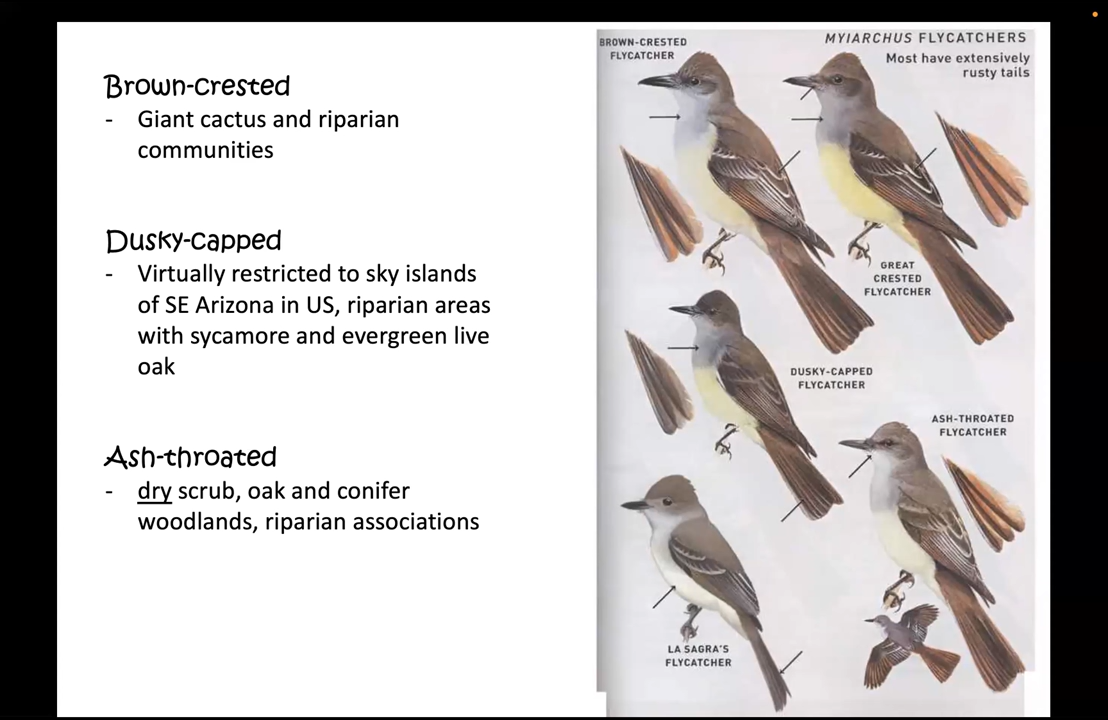 Brown-crested
- Giant cactus and riparian
communities
Dusky-capped
- Virtually restricted to sky islands
of SE Arizona in US, riparian areas
with sycamore and evergreen live
oak
Ash-throated
- dry scrub, oak and conifer
woodlands, riparian associations
MYIARCHUS FLYCATCHERS
Most have extensively
rusty tails
BROWN-CRESTED
FLYCATCHER
GREAT
CRESTED
FLYCATCHER
DUSKY-CAPPED
FLYCATCHER
ASH-THROATED
FLYCATCHER
LA SAGRA'S
FLYCATCHER